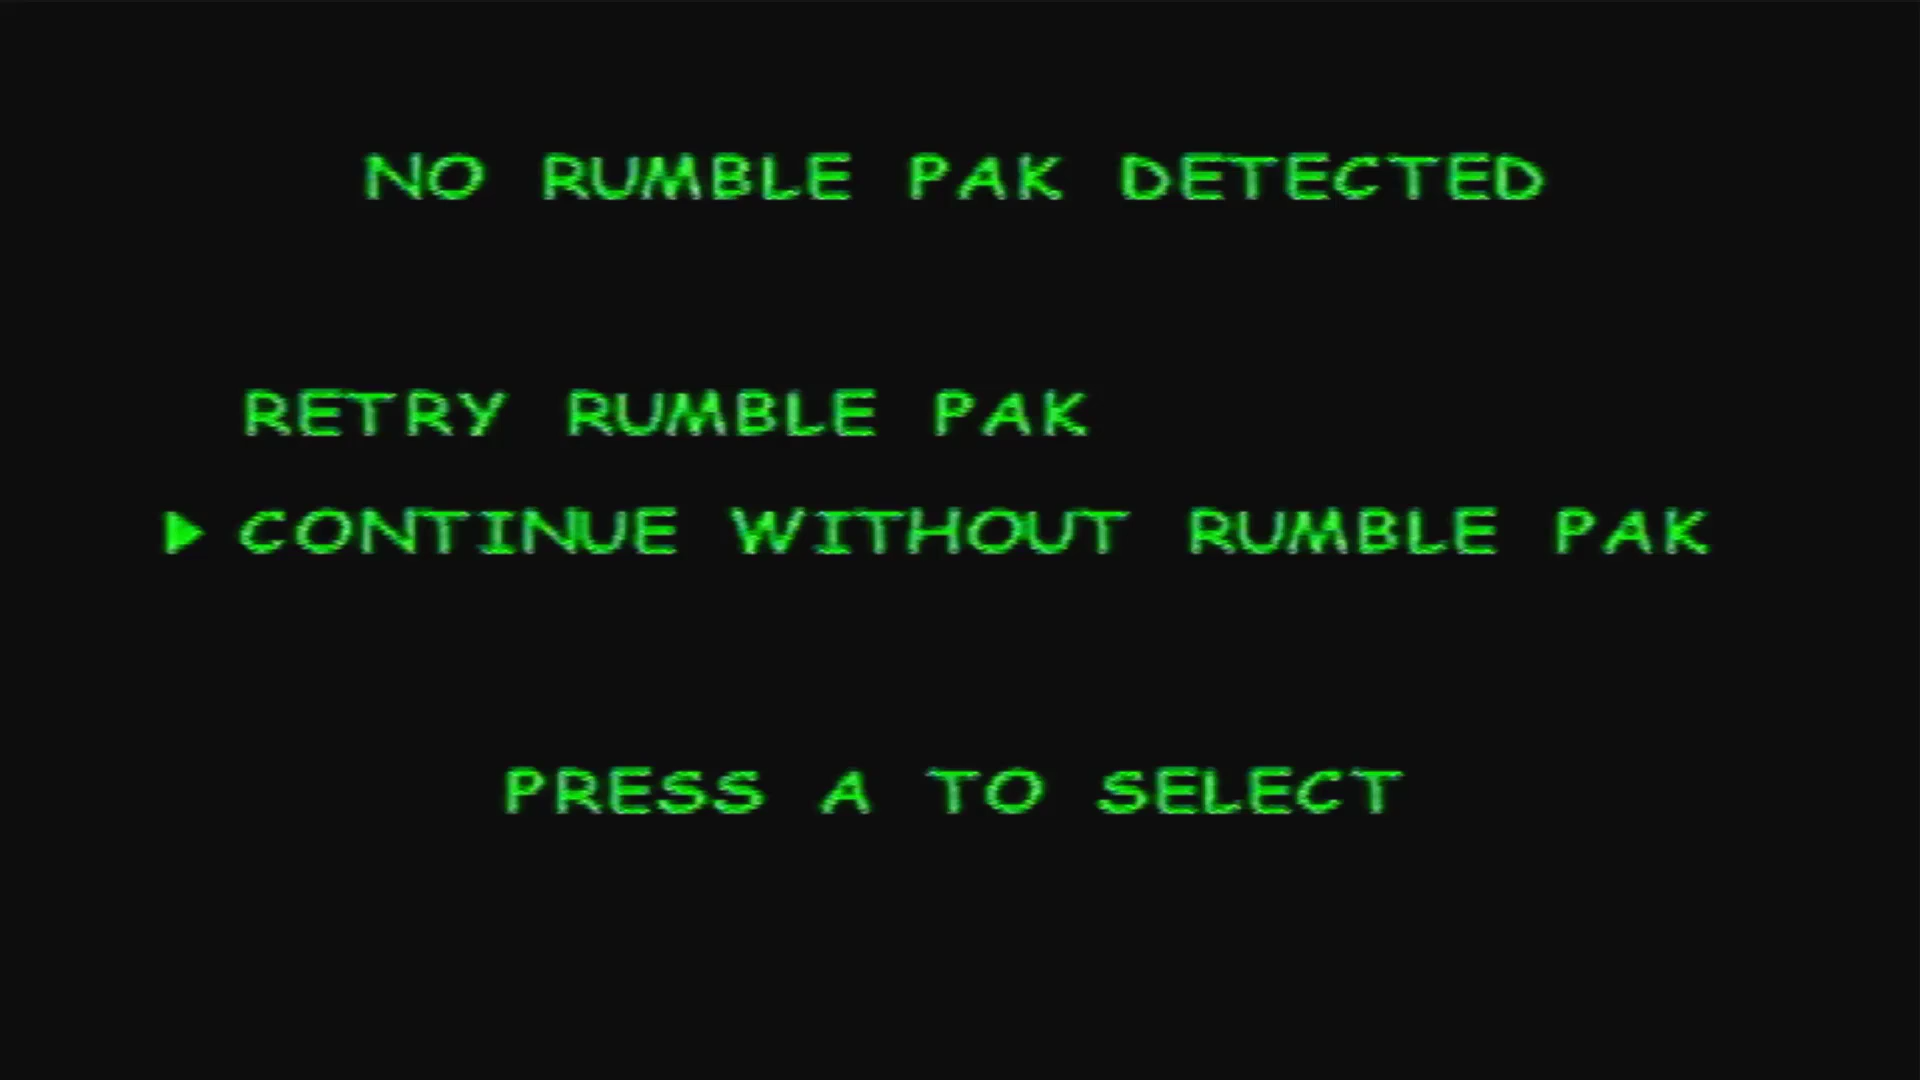 NO RUMBLE PAK DETECTED
RETRY RUMBLE PAK
CONTINUE WITHOUT RUMBLE PAK
PRESS A TO SELECT